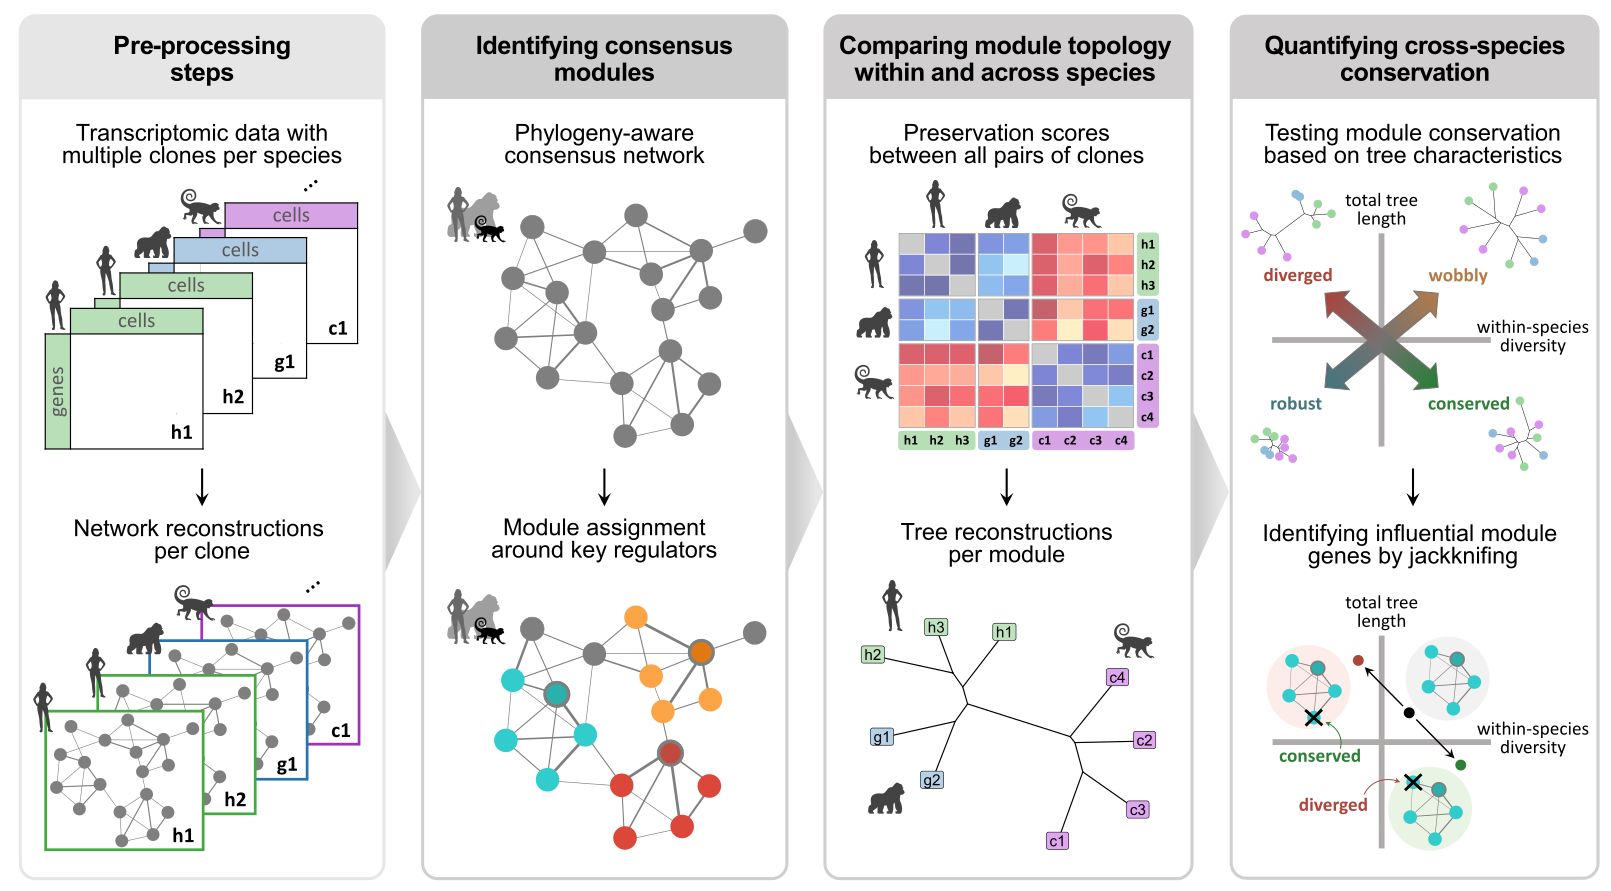 Pre-processing
steps
Transcriptomic data with
multiple clones per species
...
cells
cells
cells
cells
genes
c1
g1
h2
h1
Network reconstructions
per clone
...
c1
g1
h2
h1
Identifying consensus
modules
Phylogeny-aware
consensus network
Module assignment
around key regulators
Comparing module topology
within and across species
Preservation scores
between all pairs of clones
h1
h2
h3
g1
g2
c1
c2
c3
c4
h1 h2 h3 g1 g2 c1 c2 c3 c4
Tree reconstructions
per module
h3
h1
h2
c4
g1
c2
g2
c3
c1
Quantifying cross-species
conservation
Testing module conservation
based on tree characteristics
total tree
length
diverged
wobbly
within-species
diversity
robust
conserved
Identifying influential module
genes by jackknifing
total tree
length
within-species
diversity
conserved
diverged